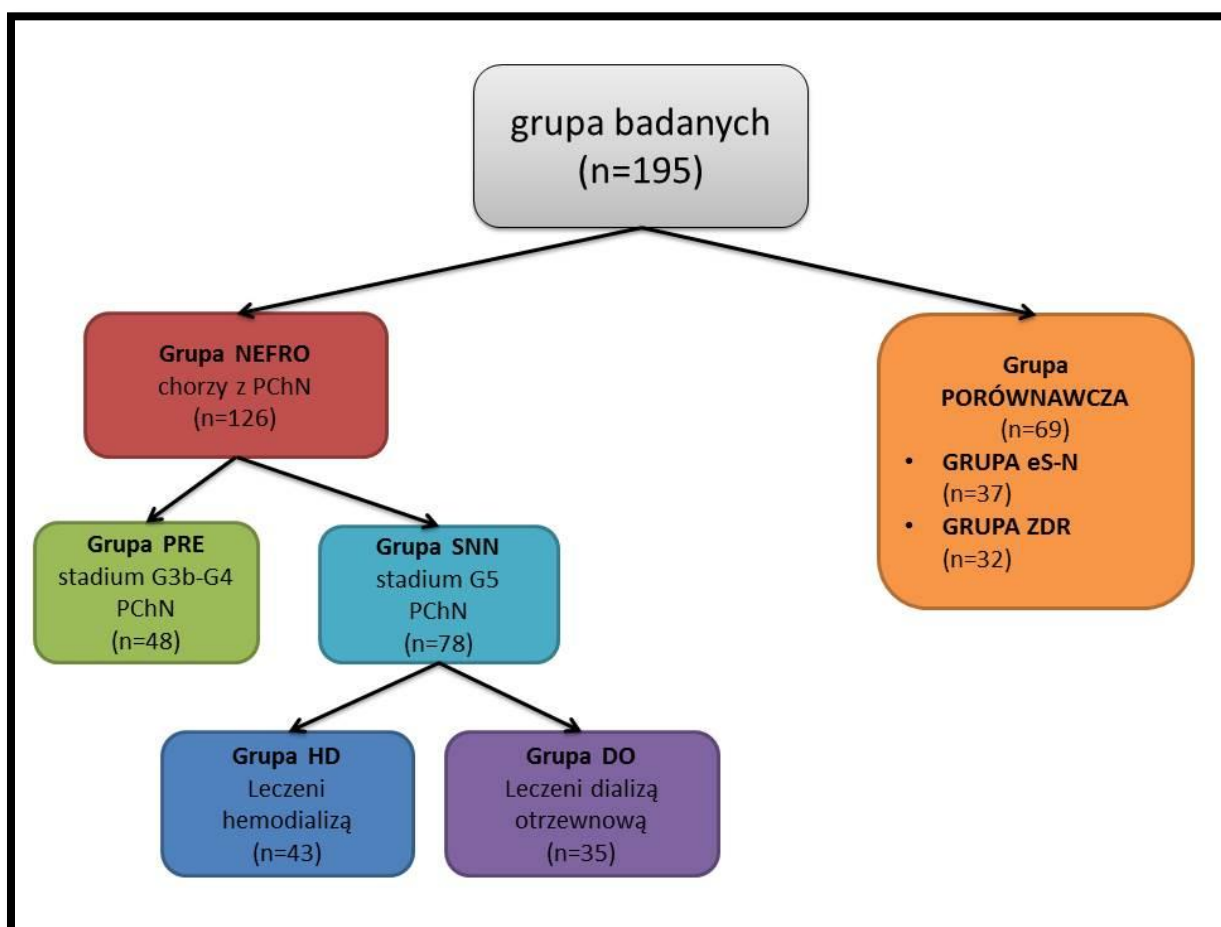 grupa badanych
(n=195)
Grupa NEFRO
chorzy z PChN
(n=126)
Grupa
PORÓWNAWCZA
(n=69)
• GRUPA eS-N
(n=37)
• GRUPA ZDR
(n=32)
Grupa PRE
stadium G3b-G4
PChN
(n=48)
Grupa SNN
stadium G5
PChN
(n=78)
Grupa HD
Leczeni
hemodializą
(n=43)
Grupa DO
Leczeni dializą
otrzewnową
(n=35)